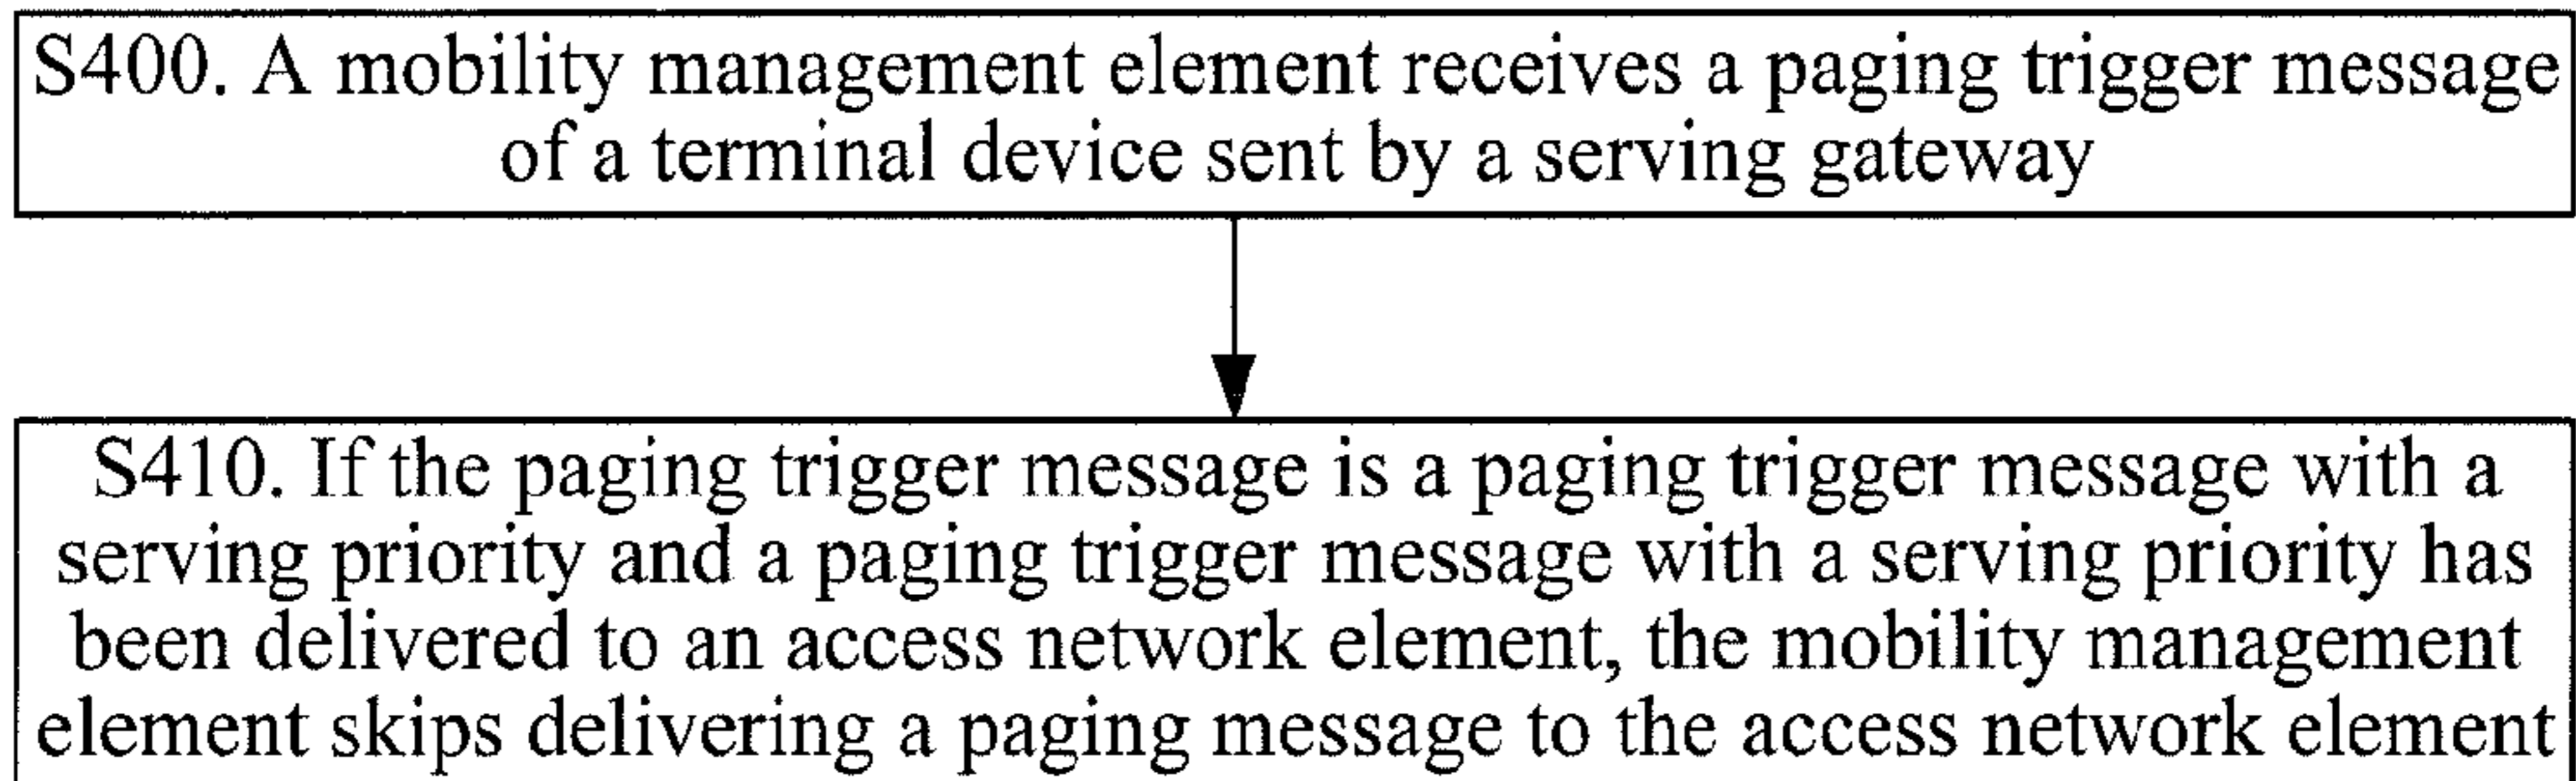 S400. A mobility management element receives a paging trigger message
of a terminal device sent by a serving gateway
S410. If the paging trigger message is a paging trigger message with a
serving priority and a paging trigger message with a serving priority has
been delivered to an access network element, the mobility management
element skips delivering a paging message to the access network element